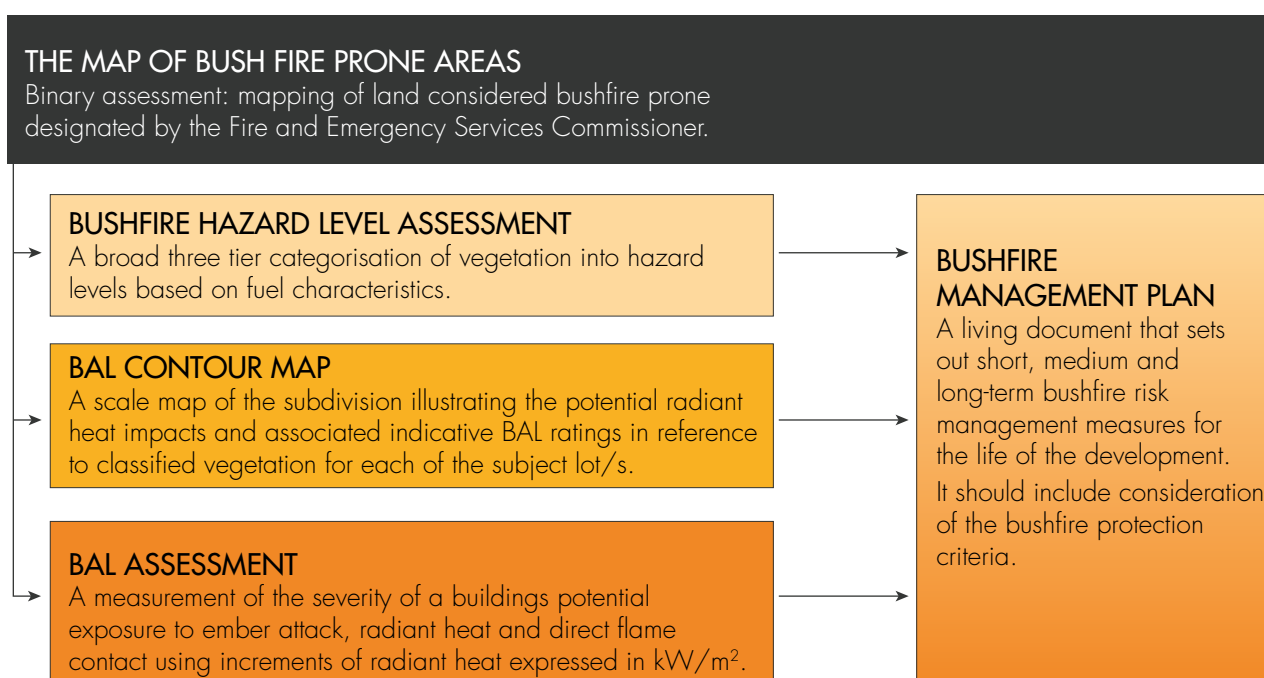 THE MAP OF BUSH FIRE PRONE AREAS
Binary assessment: mapping of land considered bushfire prone
designated by the Fire and Emergency Services Commissioner.
BUSHFIRE HAZARD LEVEL ASSESSMENT
A broad three tier categorisation of vegetation into hazard
levels based on fuel characteristics.
BAL CONTOUR MAP
A scale map of the subdivision illustrating the potential radiant
heat impacts and associated indicative BAL ratings in reference
to classified vegetation for each of the subject lot/s.
BAL ASSESSMENT
A measurement of the severity of a buildings potential
exposure to ember attack, radiant heat and direct flame
contact using increments of radiant heat expressed in kW/m².
BUSHFIRE
MANAGEMENT PLAN
A living document that sets
out short, medium and
long-term bushfire risk
management measures for
the life of the development.
It should include consideration
of the bushfire protection
criteria.